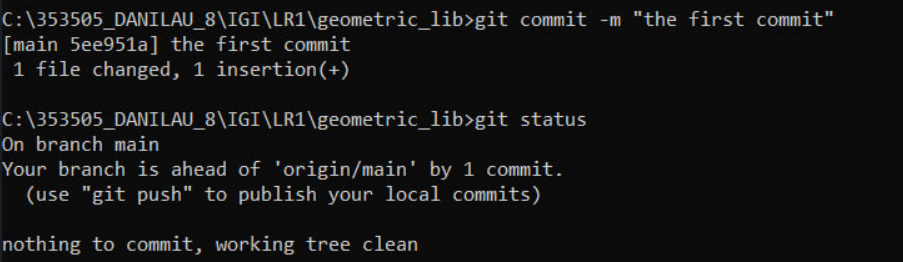 C:\353505_DANILAU_8\IGI\LR1\geometric_lib>git commit -m "the first commit"
[main 5ee951a] the first commit
 1 file changed, 1 insertion(+)

C:\353505_DANILAU_8\IGI\LR1\geometric_lib>git status
On branch main
Your branch is ahead of 'origin/main' by 1 commit.
  (use "git push" to publish your local commits)

nothing to commit, working tree clean